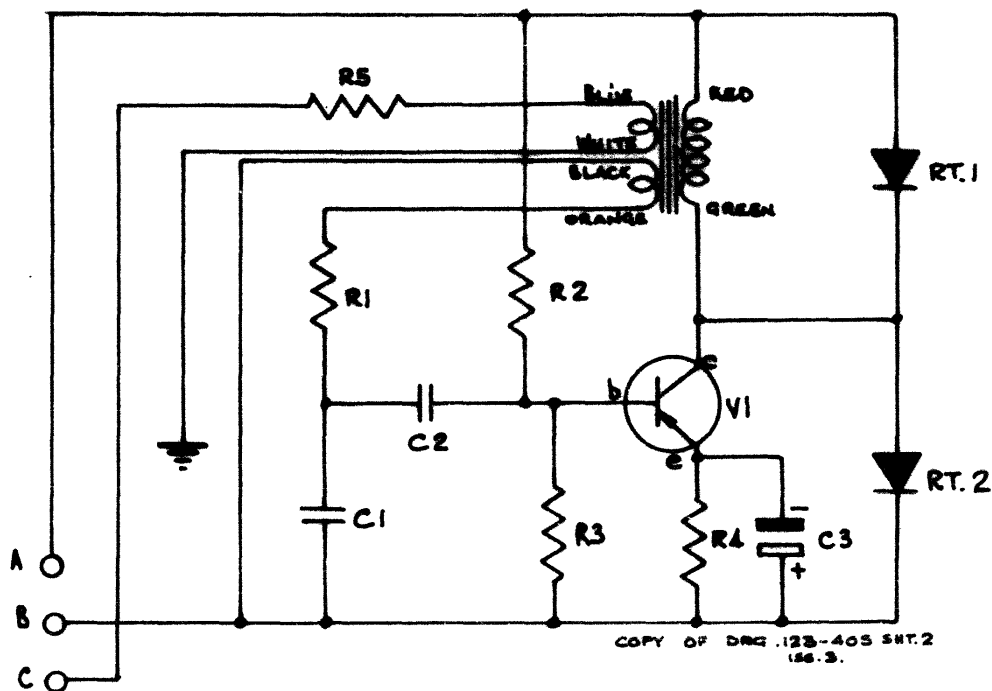 R5
BLUE
RED
WHITE
BLACK
RT.1
ORANGE
GREEN
R1
R2
b
c
V1
C2
e
RT.2
C1
R3
R4
-
C3
+
A
B
C
COPY OF DRG .123-405 SHT.2
ISS.3.